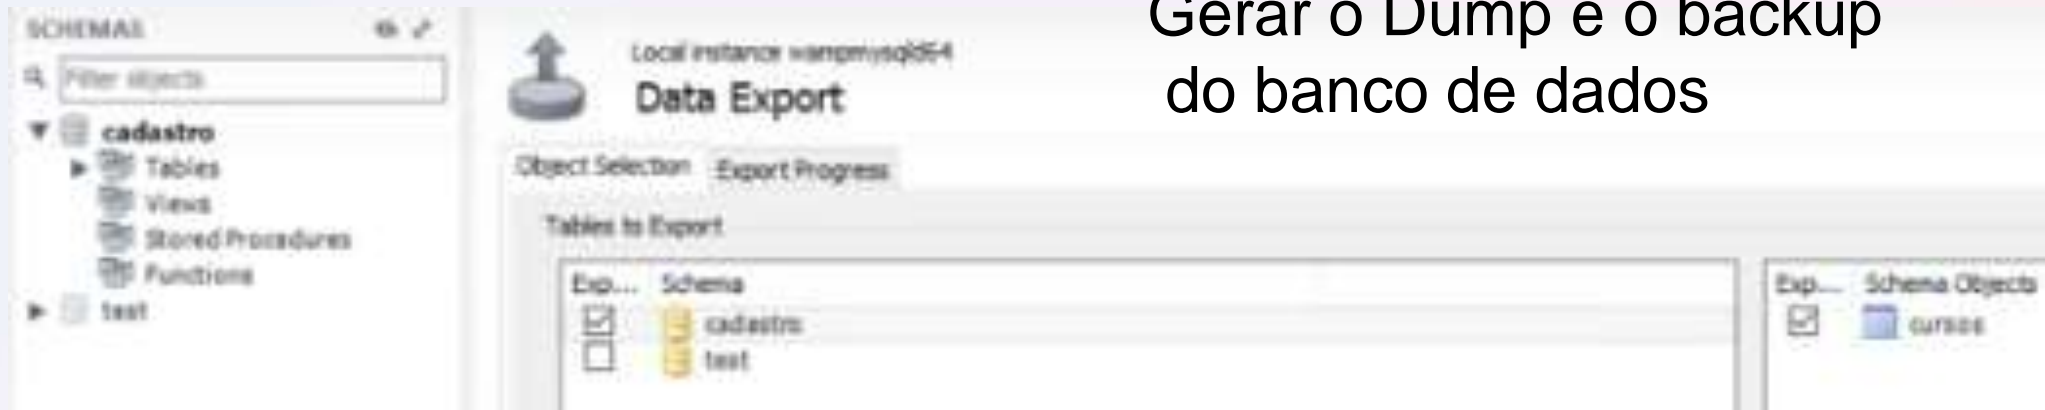 SCHEMAS
Filter objects
cadastro
Tables
Views
Stored Procedures
Functions
test
Local instance wampmysqld64
Data Export
Gerar o Dump e o backup
do banco de dados
Object Selection Export Progress
Tables to Export
Exp... Schema
cadastro
test
Exp... Schema Objects
cursos